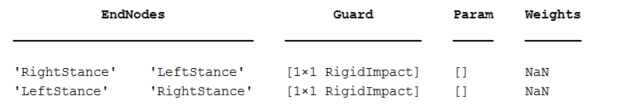 EndNodes Guard Param Weights
'RightStance' 'LeftStance' [1×1 RigidImpact] [] NaN
'LeftStance' 'RightStance' [1×1 RigidImpact] [] NaN